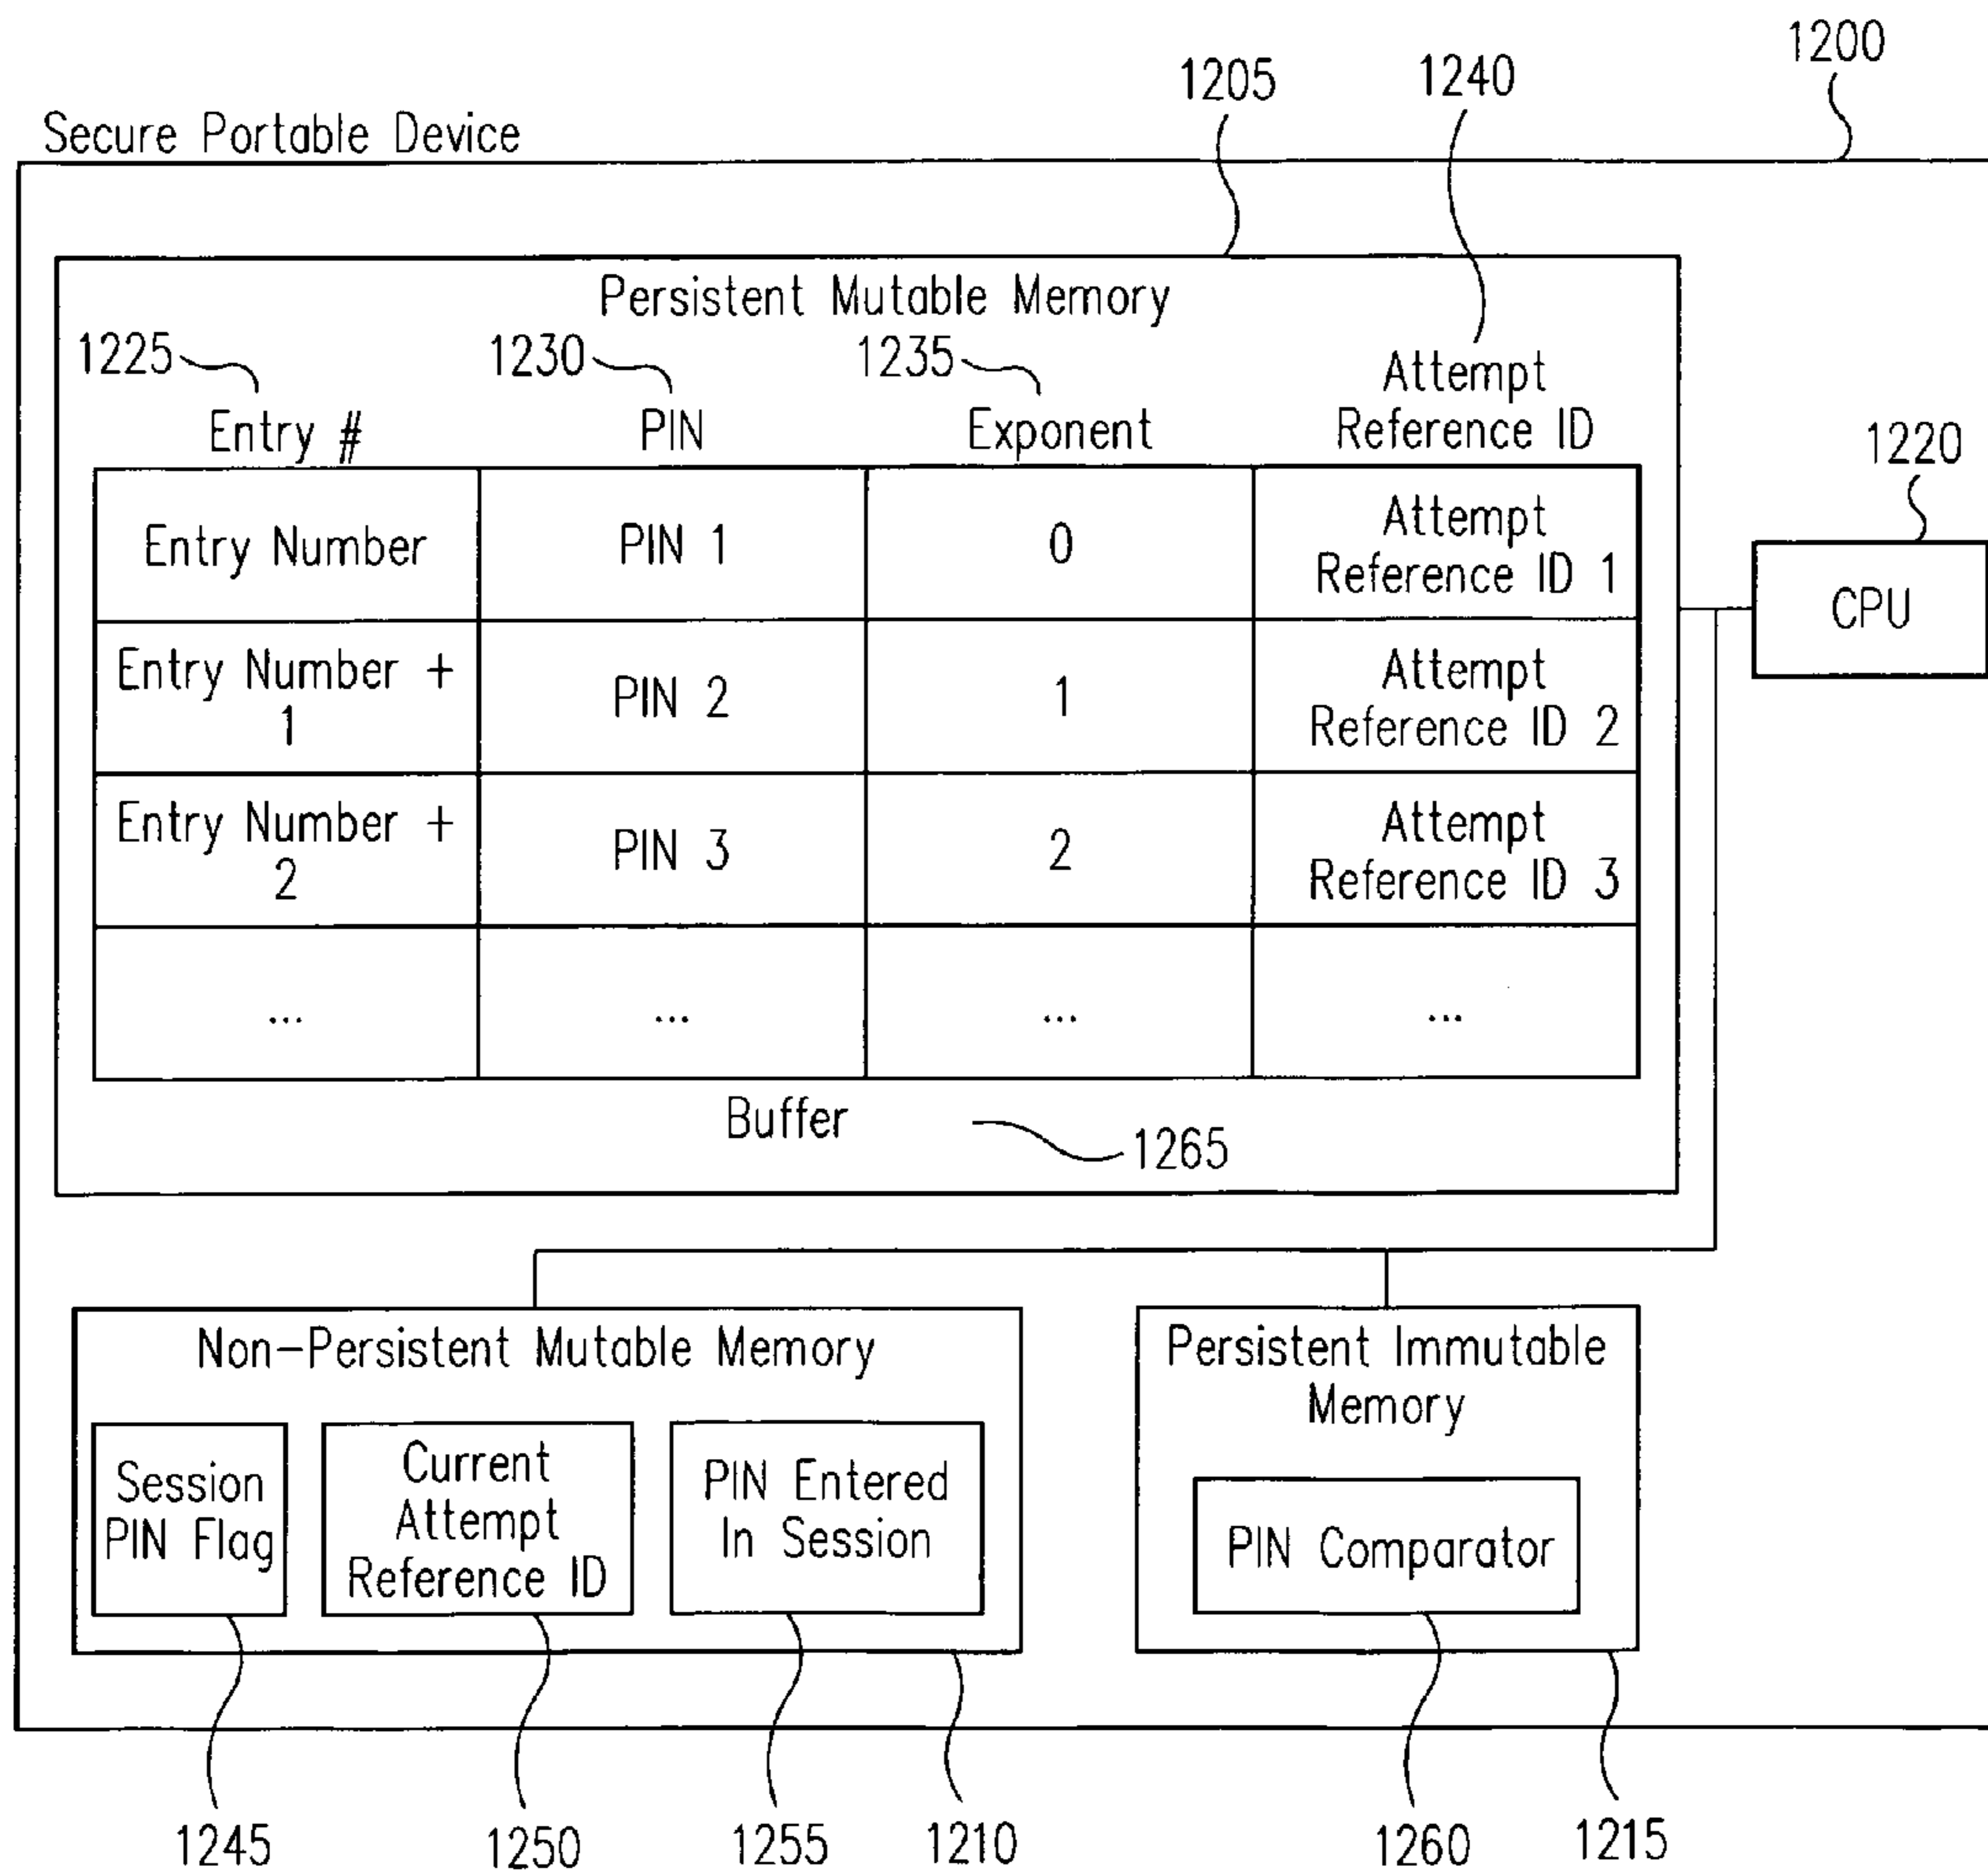 1200
1205
1240
Secure Portable Device
Persistent Mutable Memory
1225
1230
1235
Attempt
Reference ID
Entry #
PIN
Exponent
1220
CPU
Entry Number
PIN 1
0
Attempt
Reference ID 1
Entry Number +
1
PIN 2
1
Attempt
Reference ID 2
Entry Number +
2
PIN 3
2
Attempt
Reference ID 3
...
...
...
...
Buffer
1265
Non-Persistent Mutable Memory
Session
PIN Flag
Current
Attempt
Reference ID
PIN Entered
In Session
Persistent Immutable
Memory
PIN Comparator
1245
1250
1255
1210
1260
1215